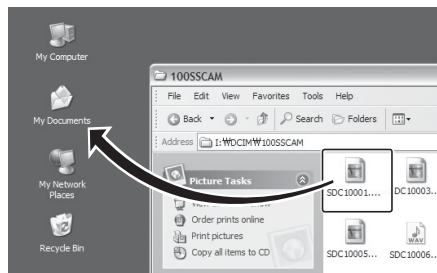 My Computer
My Documents
My Network
Places
Recycle Bin
100SSCAM
File Edit View Favorites Tools Help
Back Search Folders
Address I:₩DCIM₩100SSCAM
Picture Tasks
Order prints online
Print pictures
Copy all items to CD
SDC10001.... DC10003...
WAV
SDC10005... SDC10006...